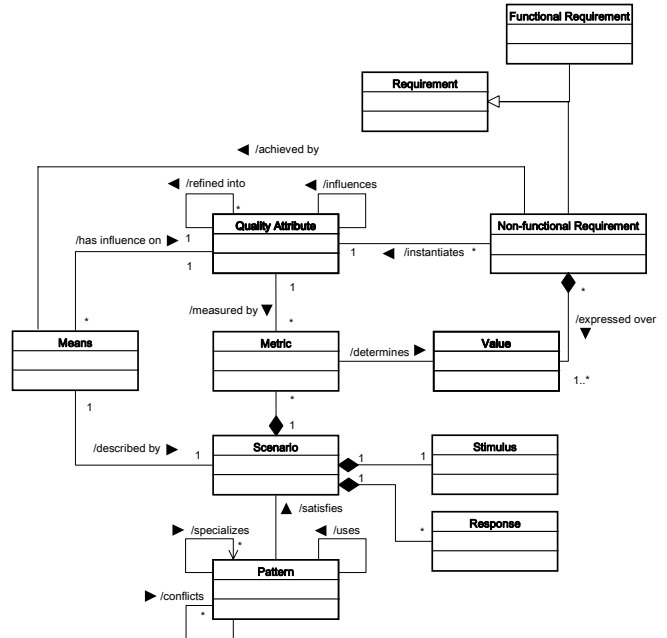 Functional Requirement
Requirement
/achieved by
/refined into
/influences
*
Quality Attribute
Non-functional Requirement
/has influence on
1
1
/instantiates
*
1
1
*
*
/measured by
/expressed over
*
Means
Metric
/determines
Value
1
*
1..*
1
/described by
1
Scenario
1
1
Stimulus
1
/satisfies
*
Response
/specializes
*
/uses
Pattern
/conflicts
*